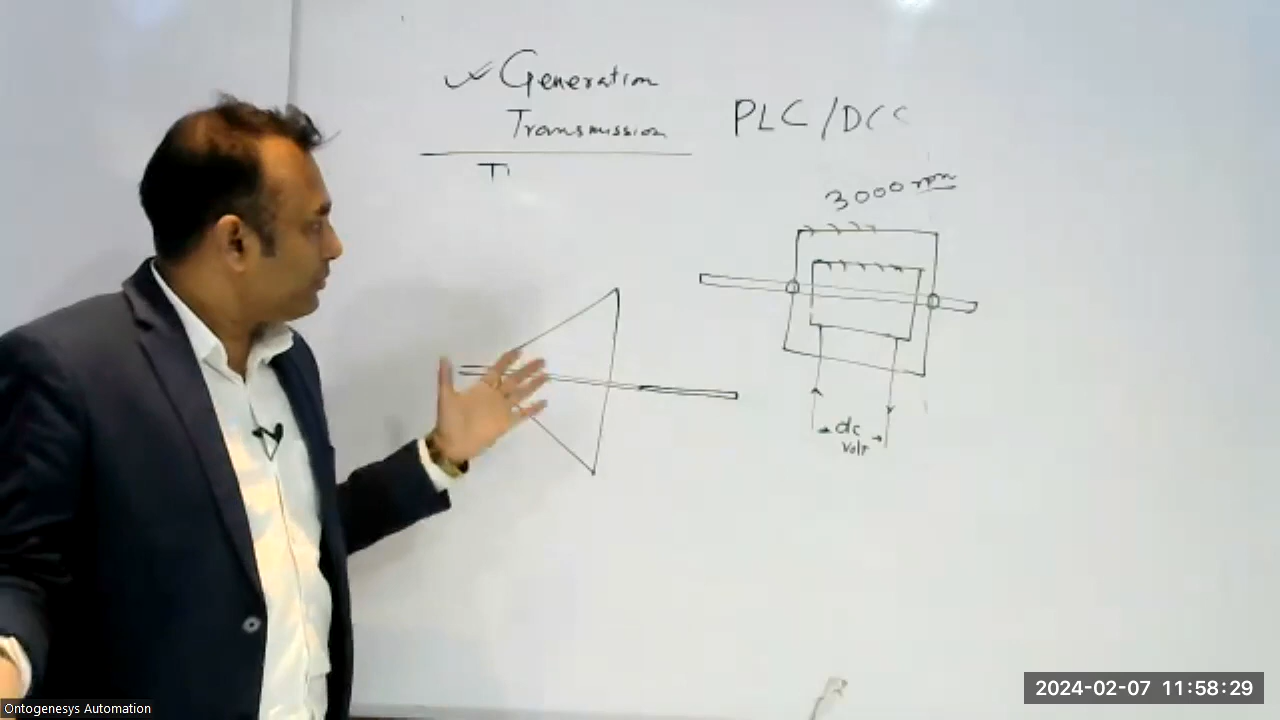 Generation
Transmission
PLC/DCS
T
3000 rpm
dc
volt
Ontogenesys Automation
2024-02-07 11:58:29